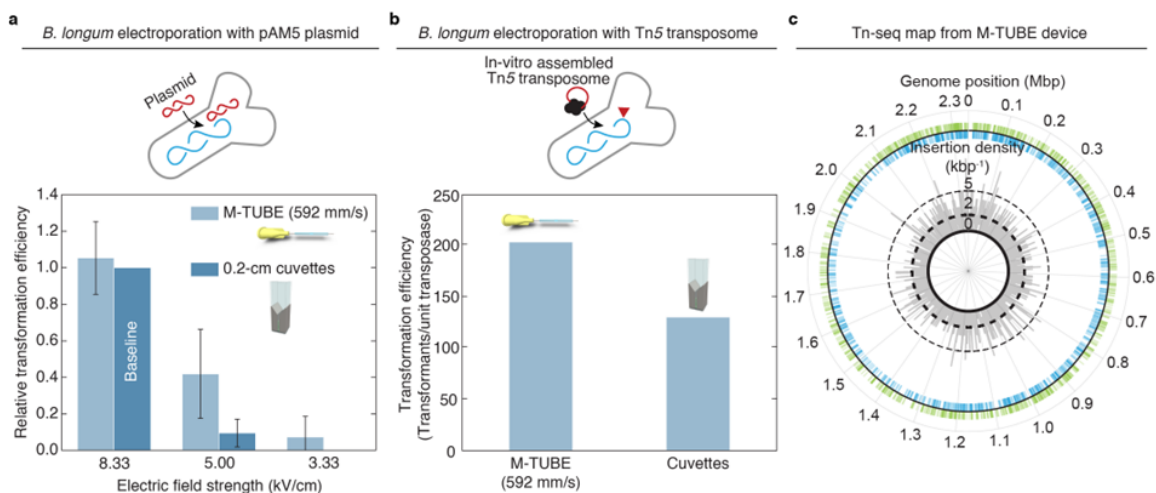 a
B. longum electroporation with pAM5 plasmid
Plasmid
Relative transformation efficiency
1.4
1.2
1.0
0.8
0.6
0.4
0.2
0.0
M-TUBE (592 mm/s)
0.2-cm cuvettes
Baseline
8.33
5.00
3.33
Electric field strength (kV/cm)
b
B. longum electroporation with Tn5 transposome
In-vitro assembled
Tn5 transposome
Transformation efficiency
(Transformants/unit transposase)
250
200
150
100
50
0
M-TUBE
(592 mm/s)
Cuvettes
c
Tn-seq map from M-TUBE device
Genome position (Mbp)
0
0.1
0.2
0.3
0.4
0.5
0.6
0.7
0.8
0.9
1.0
1.1
1.2
1.3
1.4
1.5
1.6
1.7
1.8
1.9
2.0
2.1
2.2
2.3
Insertion density
(kbp-1)
5
2
0